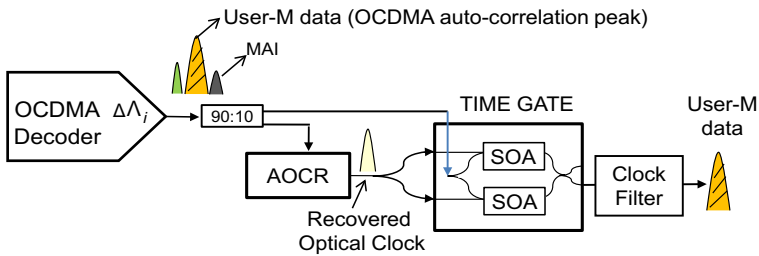 User-M data (OCDMA auto-correlation peak)
MAI
OCDMA ΔΛi
Decoder
90:10
TIME GATE
User-M
data
SOA
AOCR
Clock
Filter
SOA
Recovered
Optical Clock